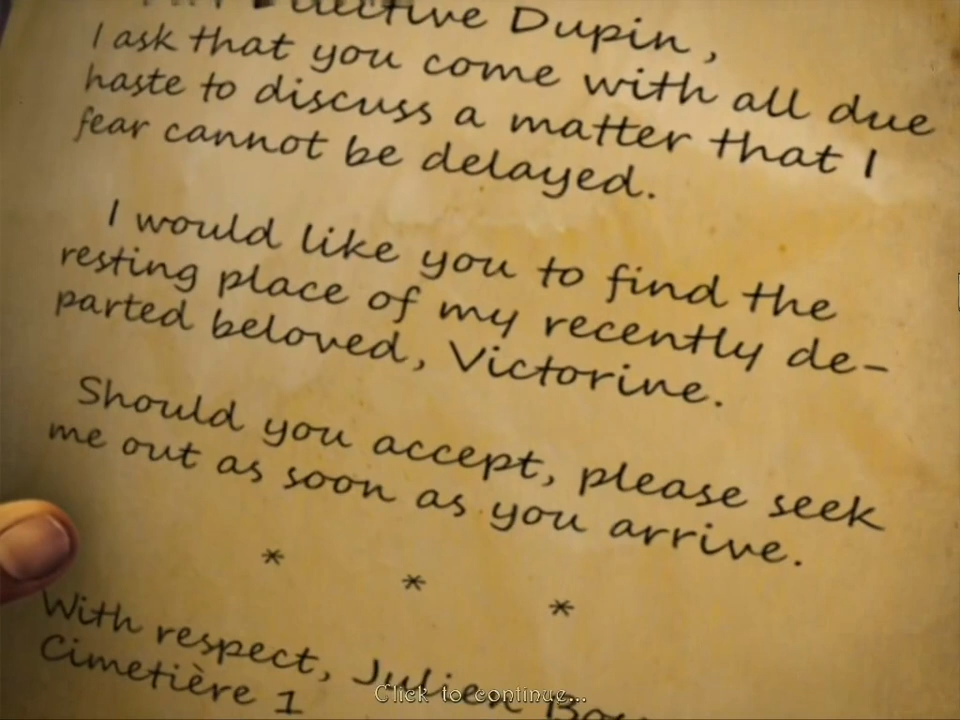 Detective Dupin,
I ask that you come with all due
haste to discuss a matter that I
fear cannot be delayed.
I would like you to find the
resting place of my recently de-
parted beloved, Victorine.
Should you accept, please seek
me out as soon as you arrive.
* * *
With respect, Julien
Cimetière 1
Click to continue...